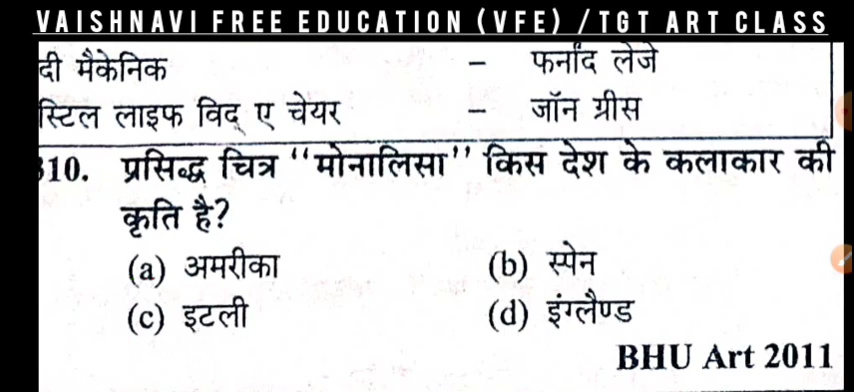 VAISHNAVI FREE EDUCATION (VFE) / TGT ART CLASS
दी मैकेनिक – फर्नांद लेजे
स्टिल लाइफ विद् ए चेयर – जॉन ग्रीस
310. प्रसिद्ध चित्र ‘‘मोनालिसा’’ किस देश के कलाकार की
कृति है?
(a) अमरीका (b) स्पेन
(c) इटली (d) इंग्लैण्ड
BHU Art 2011